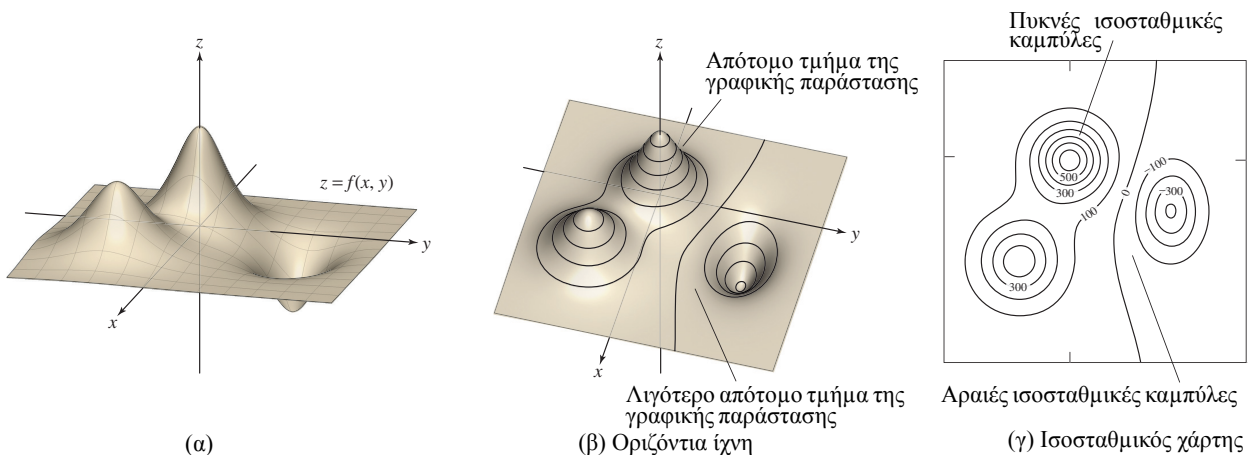 z
z = f(x, y)
y
x
(α)
z
Απότομο τμήμα της
γραφικής παράστασης
y
x
Λιγότερο απότομο τμήμα της
γραφικής παράστασης
(β) Οριζόντια ίχνη
Πυκνές ισοσταθμικές
καμπύλες
500
300
100
0
−100
−300
300
Αραιές ισοσταθμικές καμπύλες
(γ) Ισοσταθμικός χάρτης